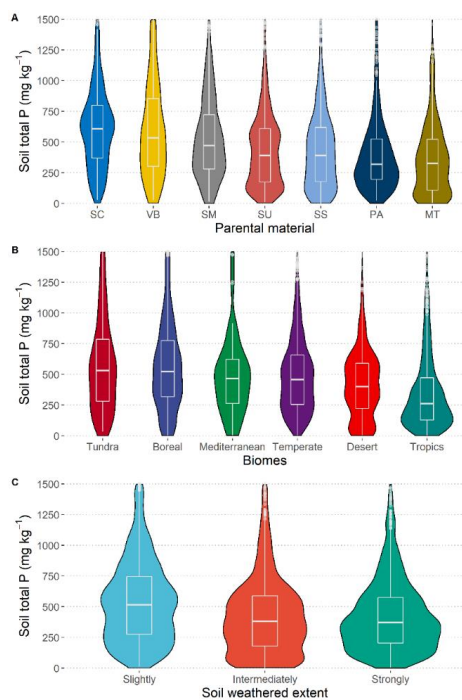 A
Soil total P (mg kg⁻¹)
1500
1250
1000
750
500
250
0
SC VB SM SU SS PA MT
Parental material
B
Soil total P (mg kg⁻¹)
1500
1250
1000
750
500
250
0
Tundra Boreal Mediterranean Temperate Desert Tropics
Biomes
C
Soil total P (mg kg⁻¹)
1500
1250
1000
750
500
250
0
Slightly Intermediately Strongly
Soil weathered extent